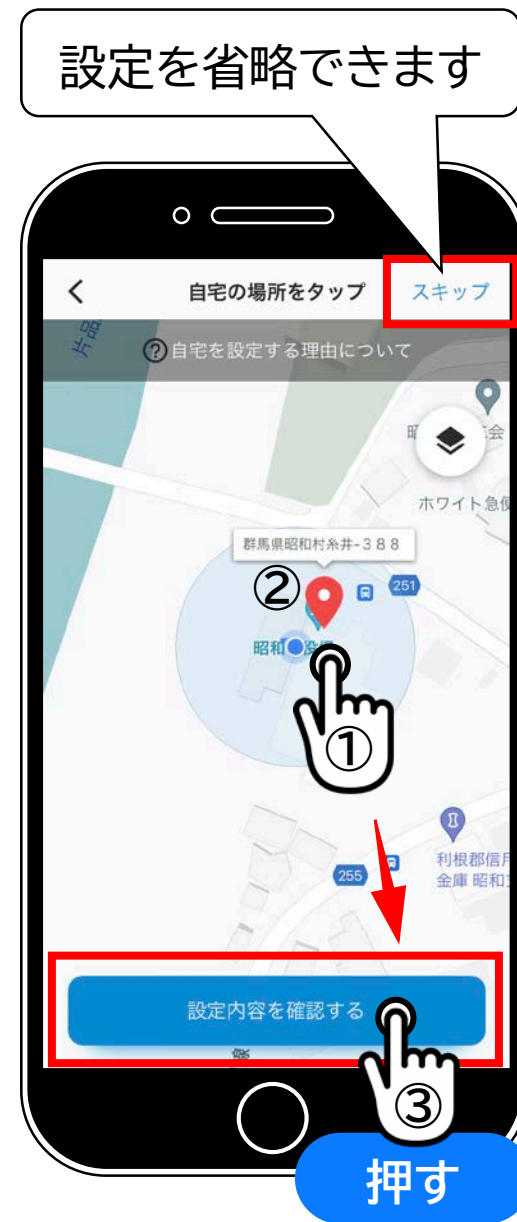 設定を省略できます
自宅の場所をタップ
スキップ
片品
自宅を設定する理由について
会
ホワイト急便
群馬県昭和村糸井-388
②
251
昭和
①
255
利根郡信用
金庫 昭和
設定内容を確認する
③
押す